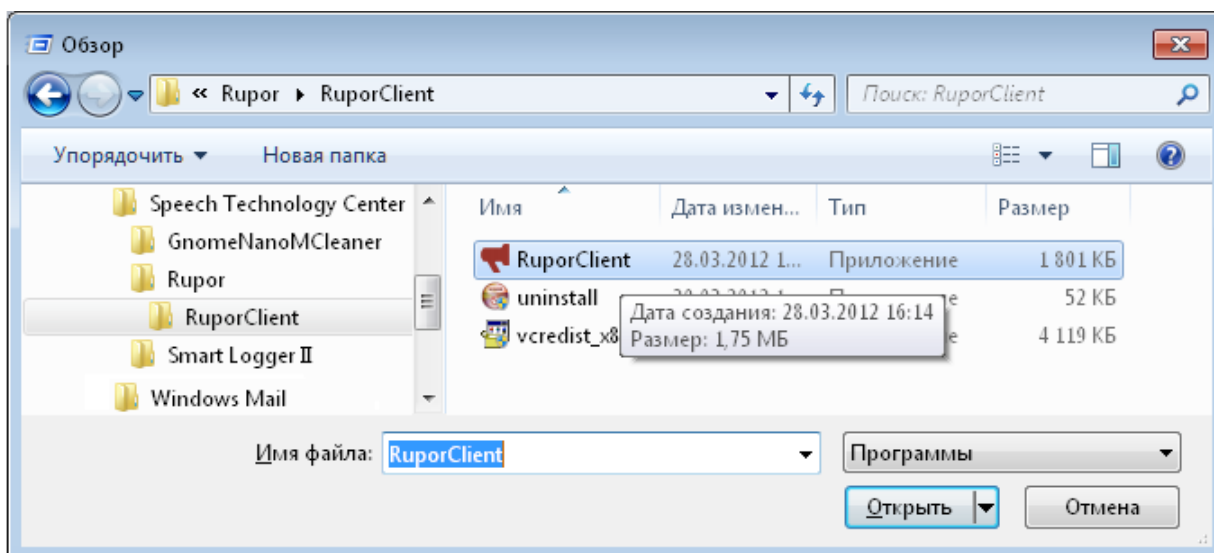 Обзор
« Rupor ▸ RuporClient
Поиск: RuporClient
Упорядочить
Новая папка
Speech Technology Center
GnomeNanoMCleaner
Rupor
RuporClient
Smart Logger II
Windows Mail
Имя Дата измен... Тип Размер
RuporClient 28.03.2012 1... Приложение 1 801 КБ
uninstall 52 КБ
vcredist_x8 4 119 КБ
Дата создания: 28.03.2012 16:14
Размер: 1,75 МБ
Имя файла: RuporClient
Программы
Открыть
Отмена